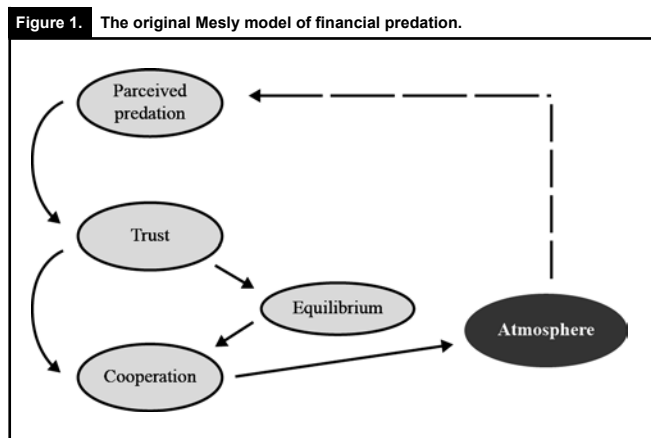 Figure 1. The original Mesly model of financial predation.
Parceived
predation
Trust
Equilibrium
Atmosphere
Cooperation